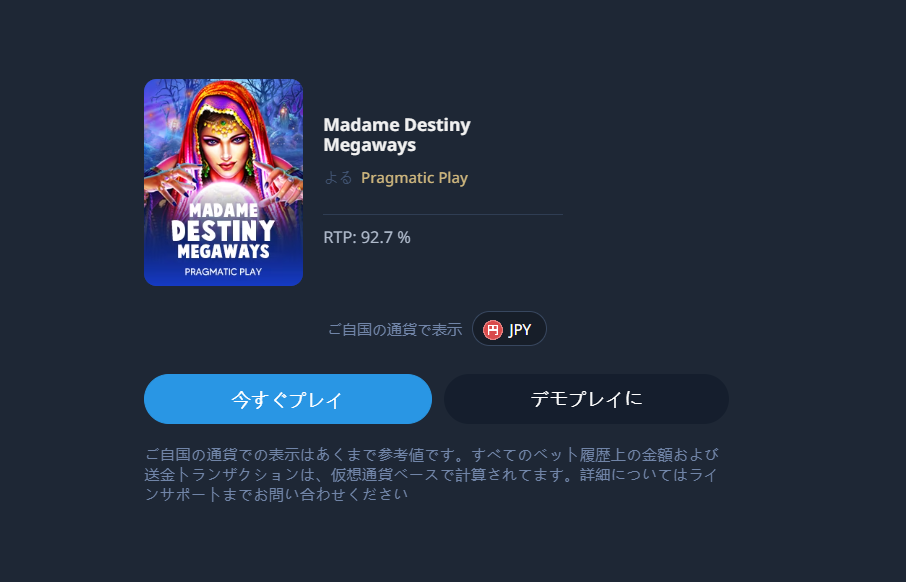 Madame Destiny
Megaways
よる Pragmatic Play
MADAME
DESTINY
MEGAWAYS
PRAGMATIC PLAY
RTP: 92.7 %
ご自国の通貨で表示 円 JPY
今すぐプレイ
デモプレイに
ご自国の通貨での表示はあくまで参考値です。すべてのベット履歴上の金額および
送金トランザクションは、仮想通貨ベースで計算されてます。詳細についてはライ
ンサポートまでお問い合わせください